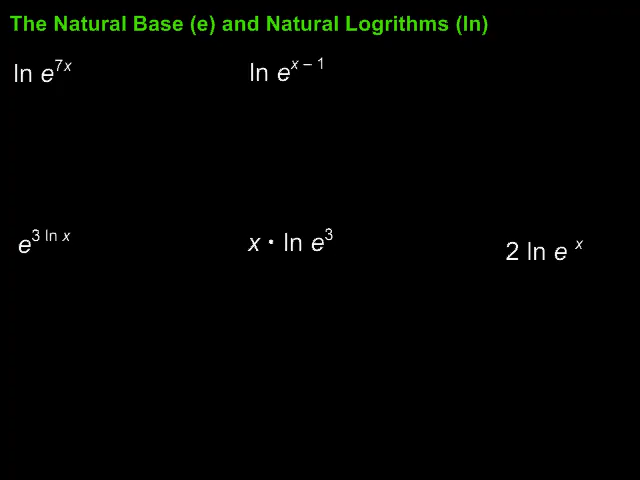 The Natural Base (e) and Natural Logrithms (ln)
ln e^{7x}
ln e^{x – 1}
e^{3 ln x}
x • ln e^{3}
2 ln e^{x}